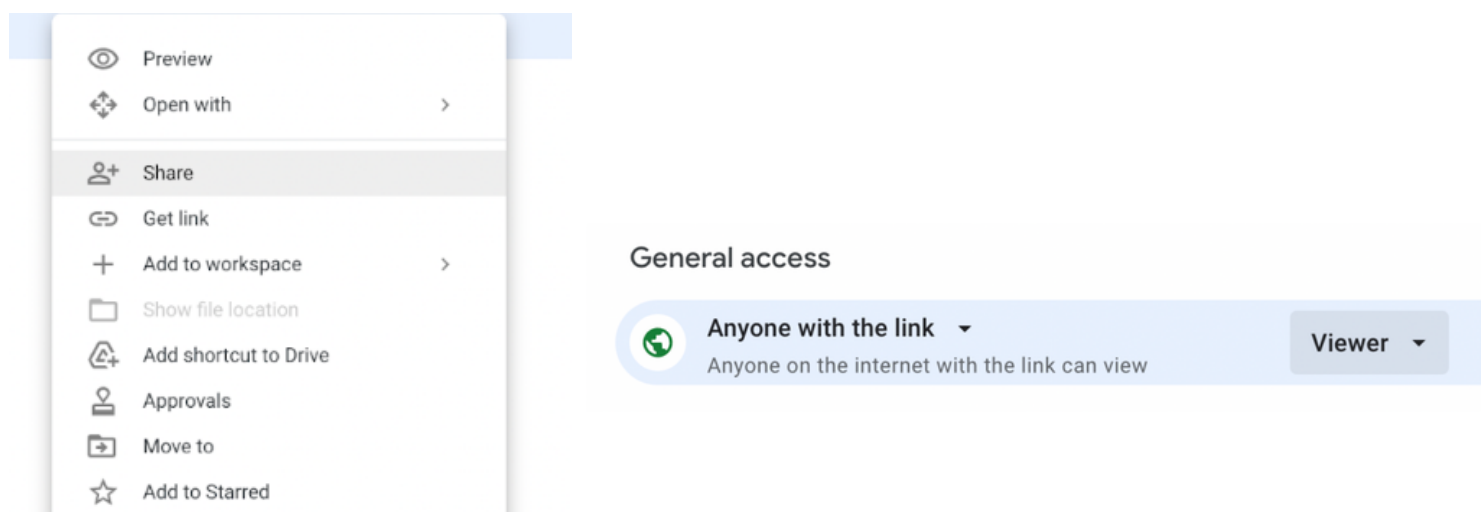 Preview
Open with
Share
Get link
Add to workspace
Show file location
Add shortcut to Drive
Approvals
Move to
Add to Starred
General access
Anyone with the link
Anyone on the internet with the link can view
Viewer